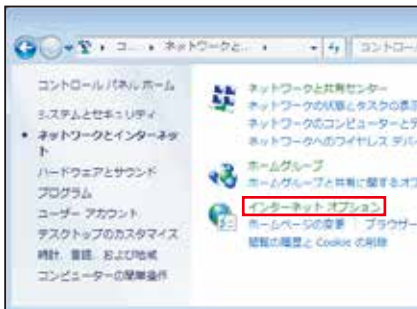 コ... ▸ ネットワークと... ▸
コントロール パネル ホーム
システムとセキュリティ
ネットワークとインターネット
ハードウェアとサウンド
プログラム
ユーザー アカウント
デスクトップのカスタマイズ
時計、言語、および地域
コンピューターの簡単操作
ネットワークと共有センター
ネットワークの状態とタスクの表示
ネットワークのコンピューターとデ
ネットワークへのワイヤレス デバ
ホームグループ
ホームグループと共有に関するオプ
インターネット オプション
ホームページの変更 | ブラウザー
閲覧の履歴と Cookie の削除